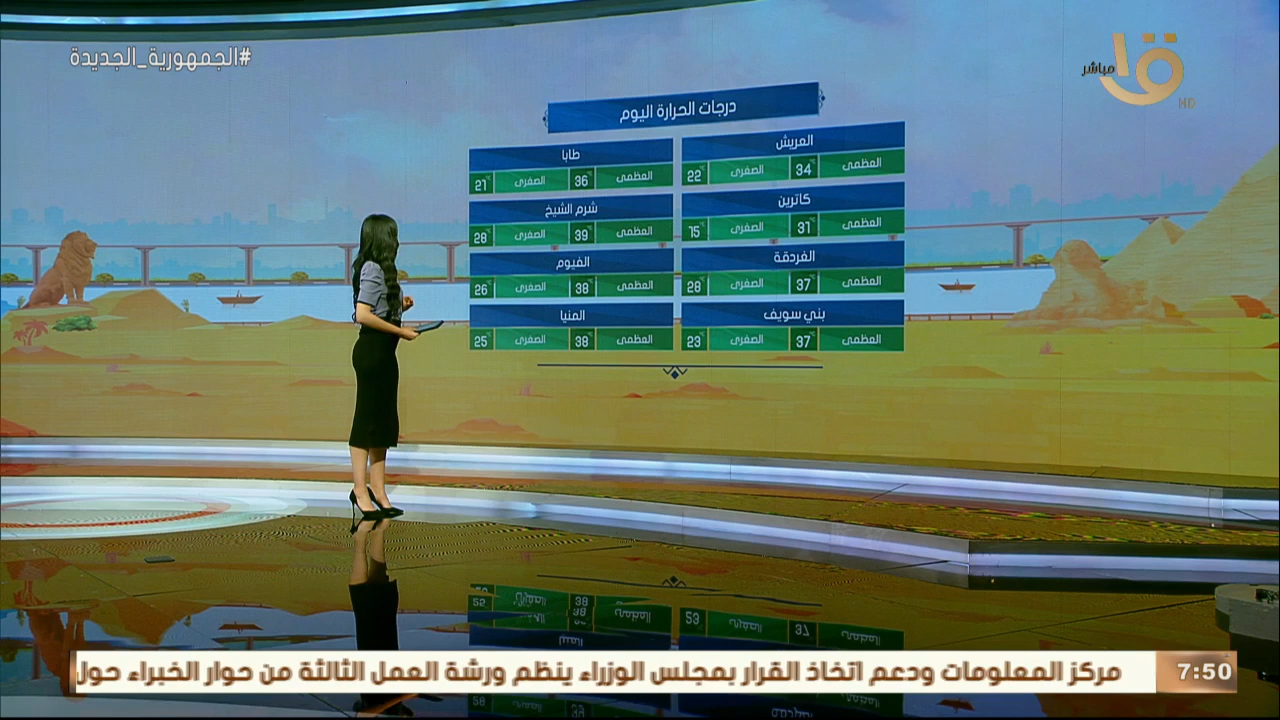 #الجمهورية_الجديدة
مباشر
HD
درجات الحرارة اليوم
العريش
العظمى 34 الصغرى 22
طابا
العظمى 36 الصغرى 21
كاترين
العظمى 31 الصغرى 15
شرم الشيخ
العظمى 39 الصغرى 28
الغردقة
العظمى 37 الصغرى 28
الفيوم
العظمى 38 الصغرى 26
بني سويف
العظمى 37 الصغرى 23
المنيا
العظمى 38 الصغرى 25
مركز المعلومات ودعم اتخاذ القرار بمجلس الوزراء ينظم ورشة العمل الثالثة من حوار الخبراء حول
7:50